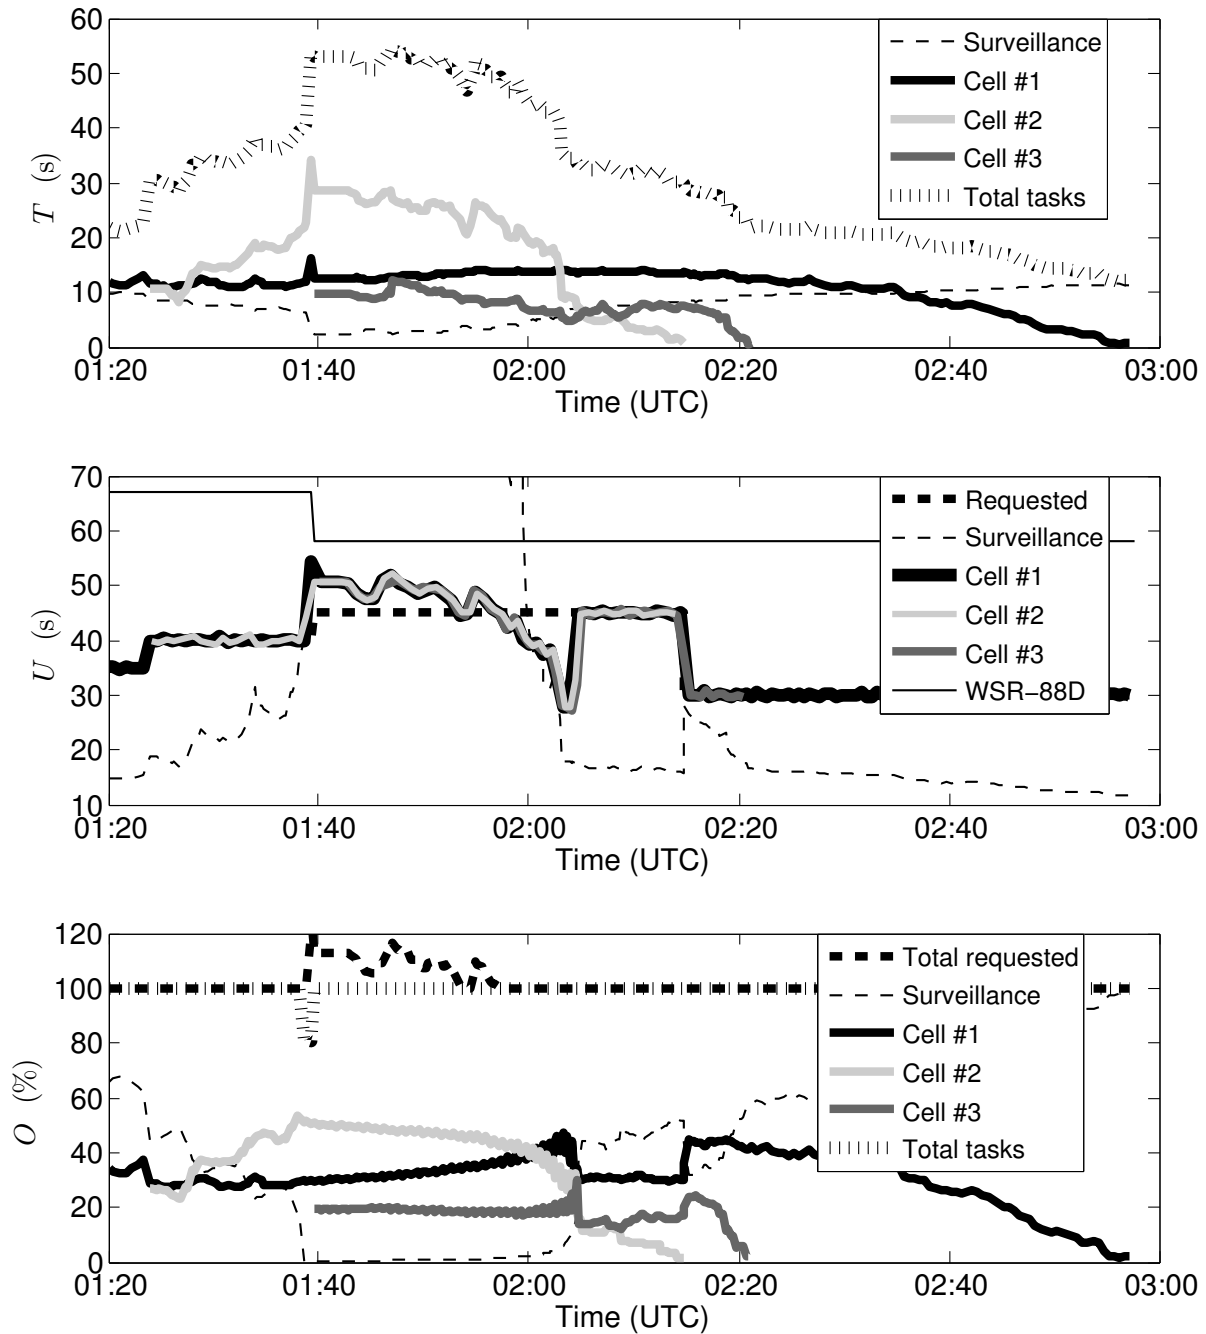 60
50
40
30
20
10
0
T (s)
Surveillance
Cell #1
Cell #2
Cell #3
Total tasks
01:20 01:40 02:00 02:20 02:40 03:00
Time (UTC)
70
60
50
40
30
20
10
U (s)
Requested
Surveillance
Cell #1
Cell #2
Cell #3
WSR−88D
01:20 01:40 02:00 02:20 02:40 03:00
Time (UTC)
120
100
80
60
40
20
0
O (%)
Total requested
Surveillance
Cell #1
Cell #2
Cell #3
Total tasks
01:20 01:40 02:00 02:20 02:40 03:00
Time (UTC)